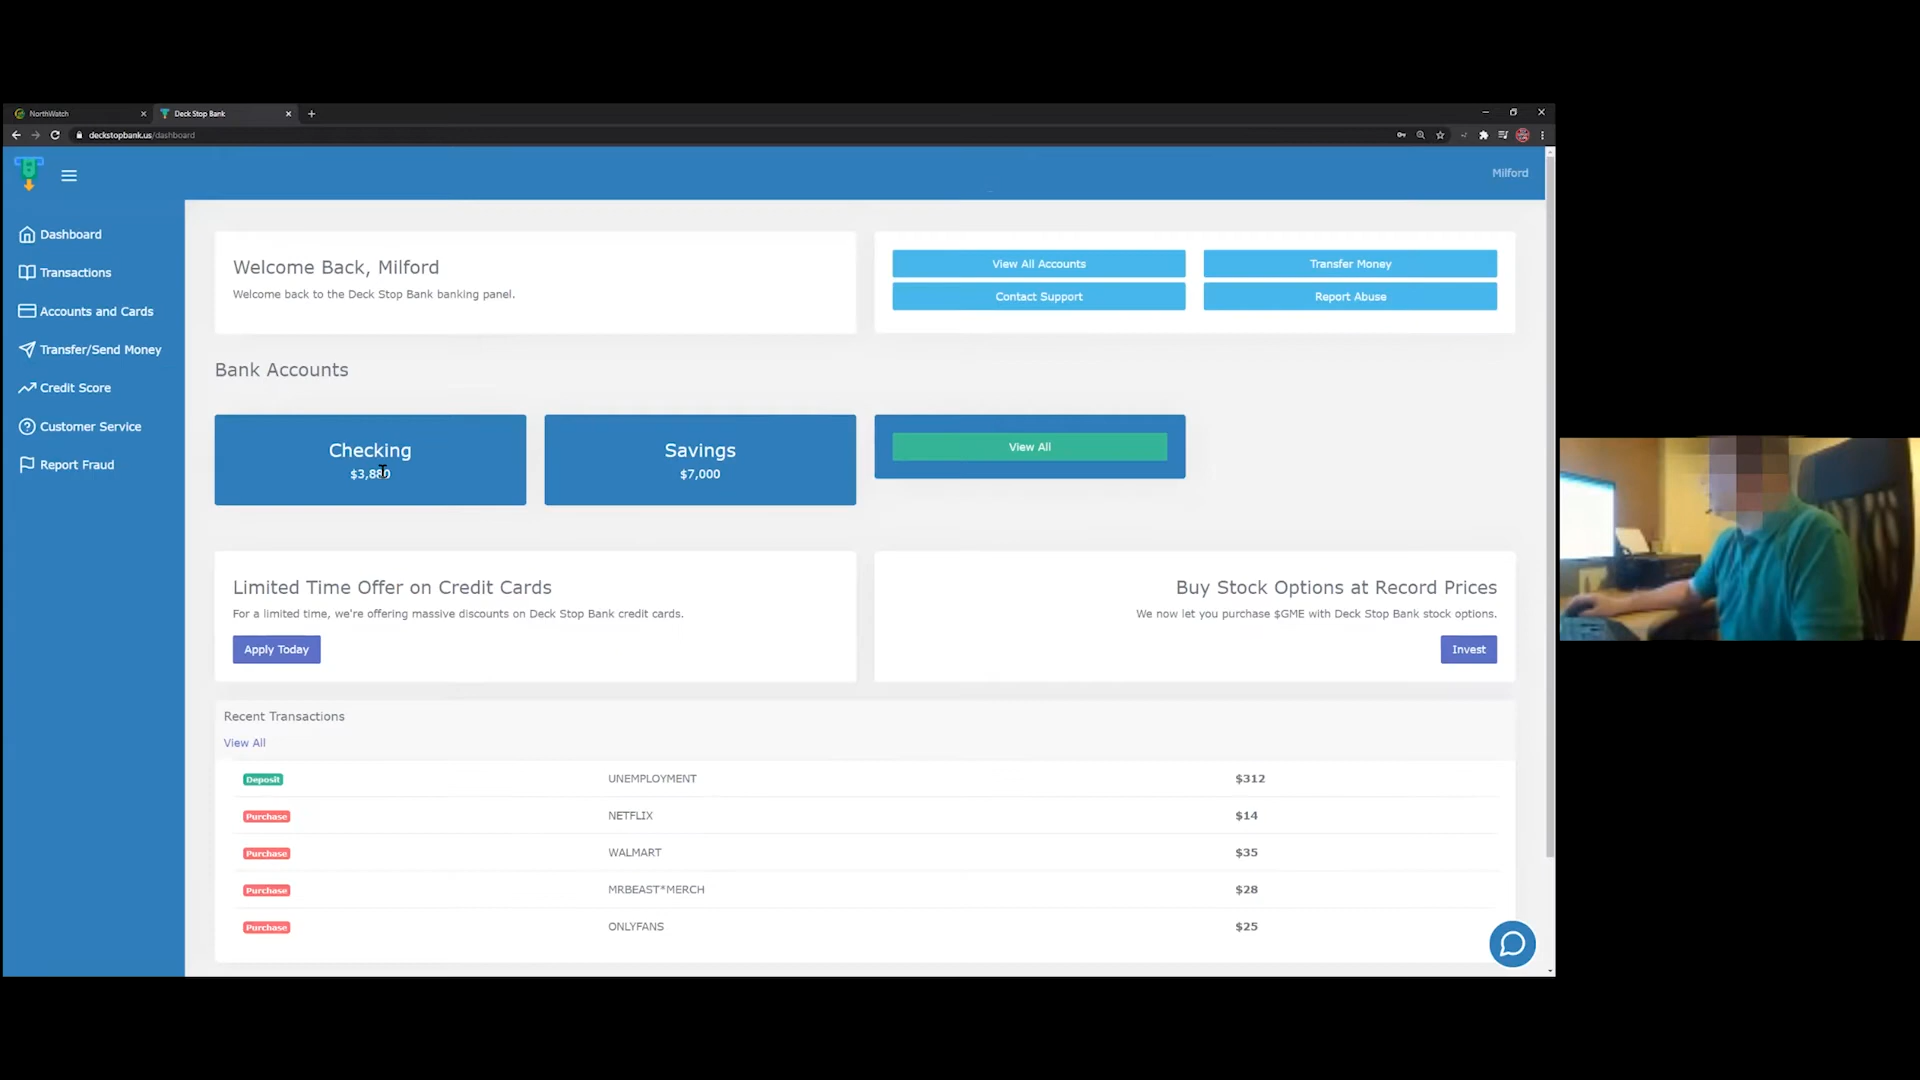 NorthWatch
Deck Stop Bank
deckstopbank.us/dashboard
Milford
Dashboard
Transactions
Accounts and Cards
Transfer/Send Money
Credit Score
Customer Service
Report Fraud
Welcome Back, Milford
Welcome back to the Deck Stop Bank banking panel.
View All Accounts
Transfer Money
Contact Support
Report Abuse
Bank Accounts
Checking
Savings
$7,000
View All
Limited Time Offer on Credit Cards
For a limited time, we're offering massive discounts on Deck Stop Bank credit cards.
Apply Today
Buy Stock Options at Record Prices
We now let you purchase $GME with Deck Stop Bank stock options.
Invest
Recent Transactions
View All
Deposit UNEMPLOYMENT $312
Purchase NETFLIX $14
Purchase WALMART $35
Purchase MRBEAST*MERCH $28
Purchase ONLYFANS $25